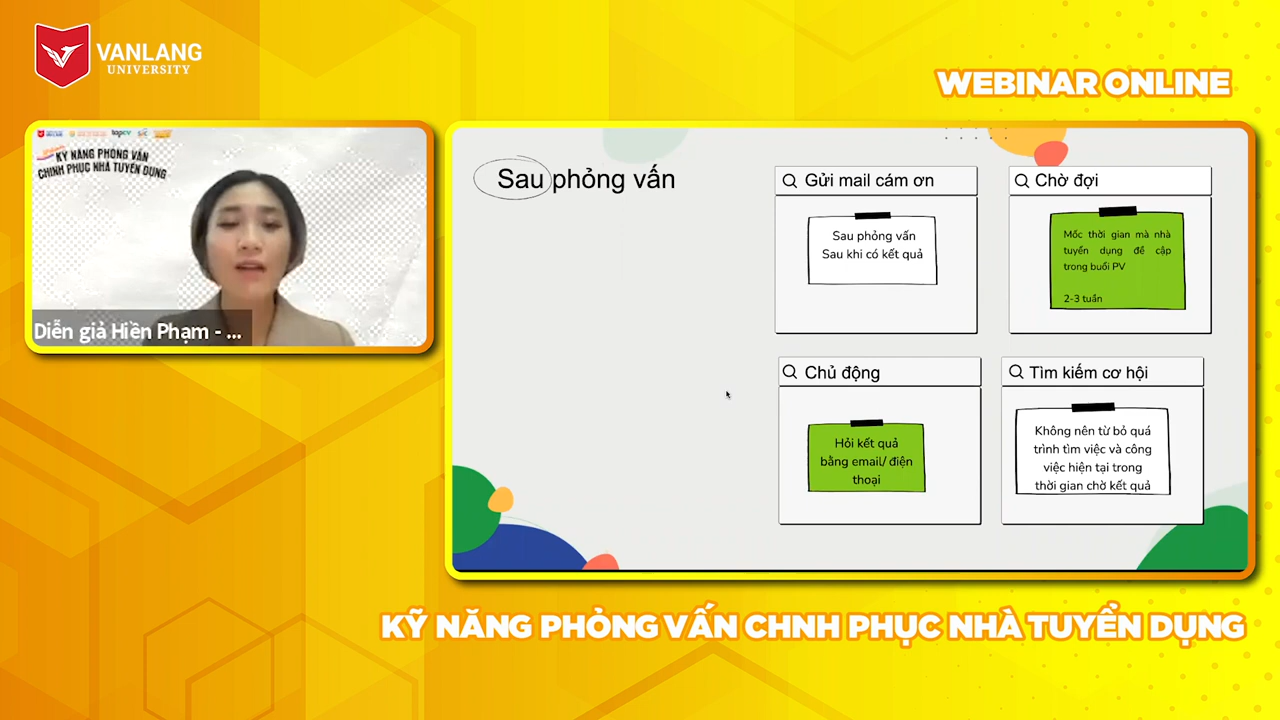 VANLANG
UNIVERSITY
WEBINAR ONLINE
KỸ NĂNG PHỎNG VẤN
CHINH PHỤC NHÀ TUYỂN DỤNG
Diễn giả Hiền Phạm - ...
Sau phỏng vấn
Gửi mail cám ơn
Sau phỏng vấn
Sau khi có kết quả
Chờ đợi
Mốc thời gian mà nhà
tuyển dụng đề cập
trong buổi PV
2-3 tuần
Chủ động
Hỏi kết quả
bằng email/ điện
thoại
Tìm kiếm cơ hội
Không nên từ bỏ quá
trình tìm việc và công
việc hiện tại trong
thời gian chờ kết quả
KỸ NĂNG PHỎNG VẤN CHNH PHỤC NHÀ TUYỂN DỤNG